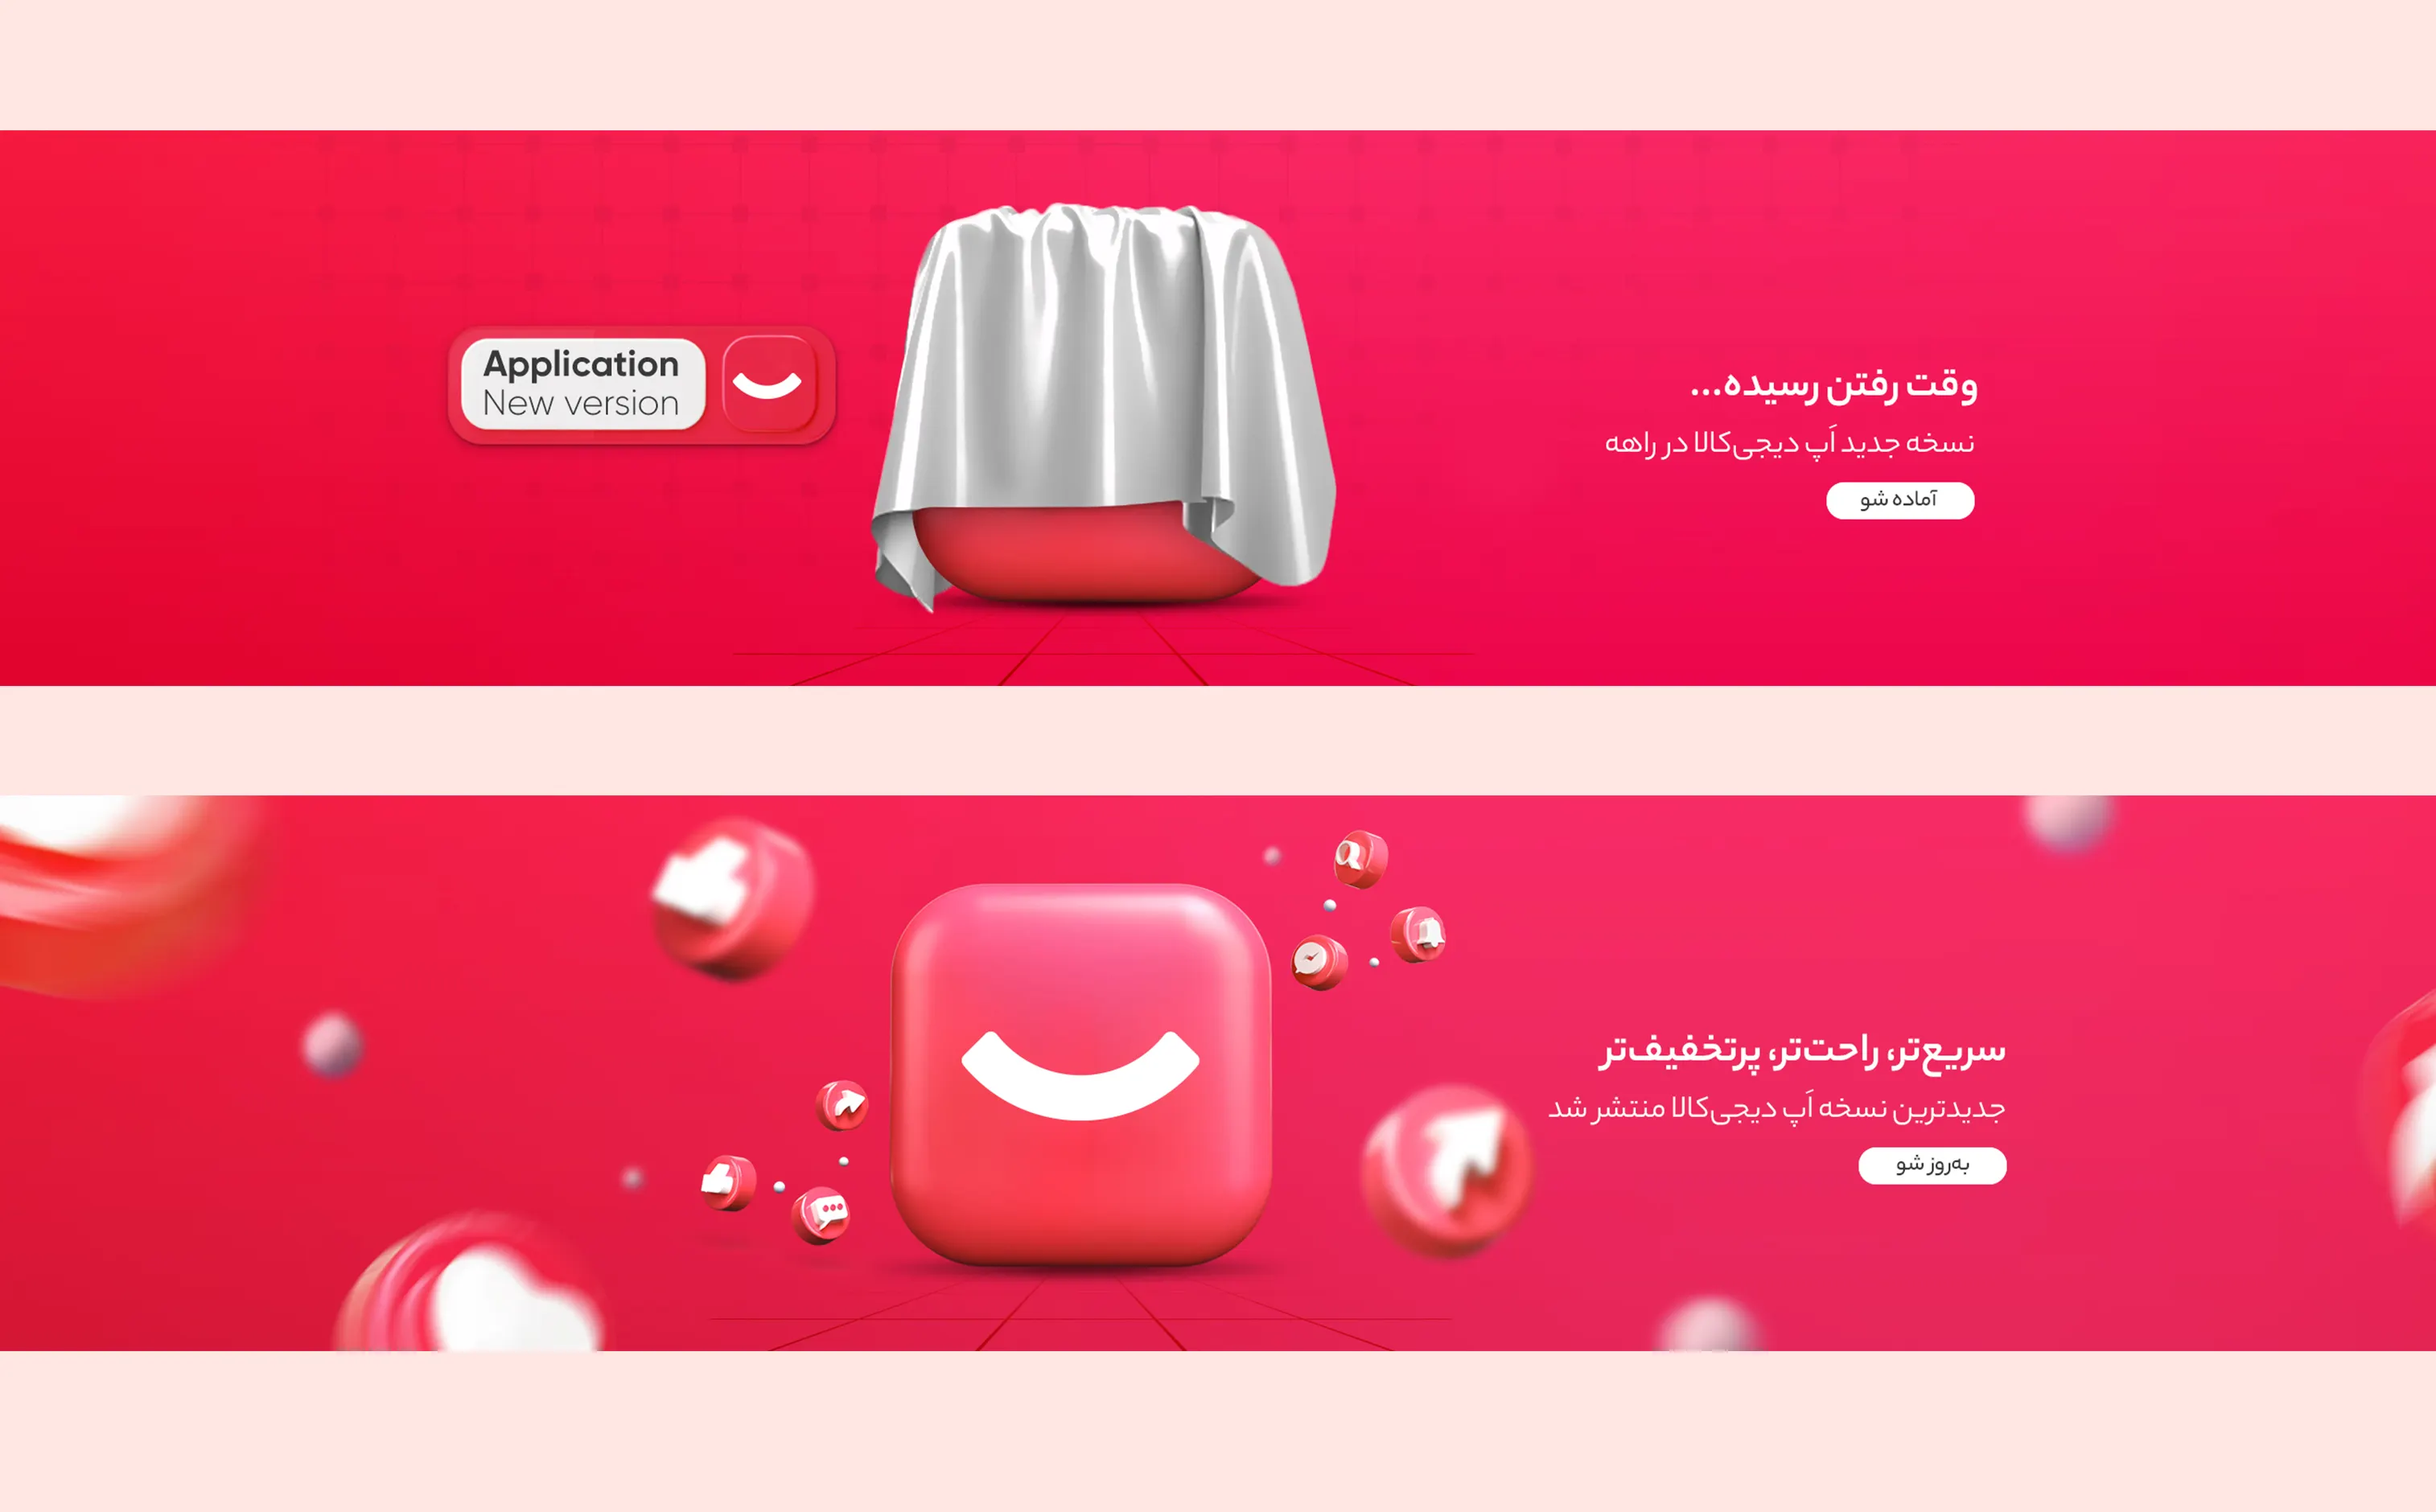 Application
New version
وقت رفتن رسیده...
نسخه جدید اَپ دیجی‌کالا در راهه
آماده شو
سریع‌تر، راحت‌تر، پرتخفیف‌تر
جدیدترین نسخه اَپ دیجی‌کالا منتشر شد
به‌روز شو